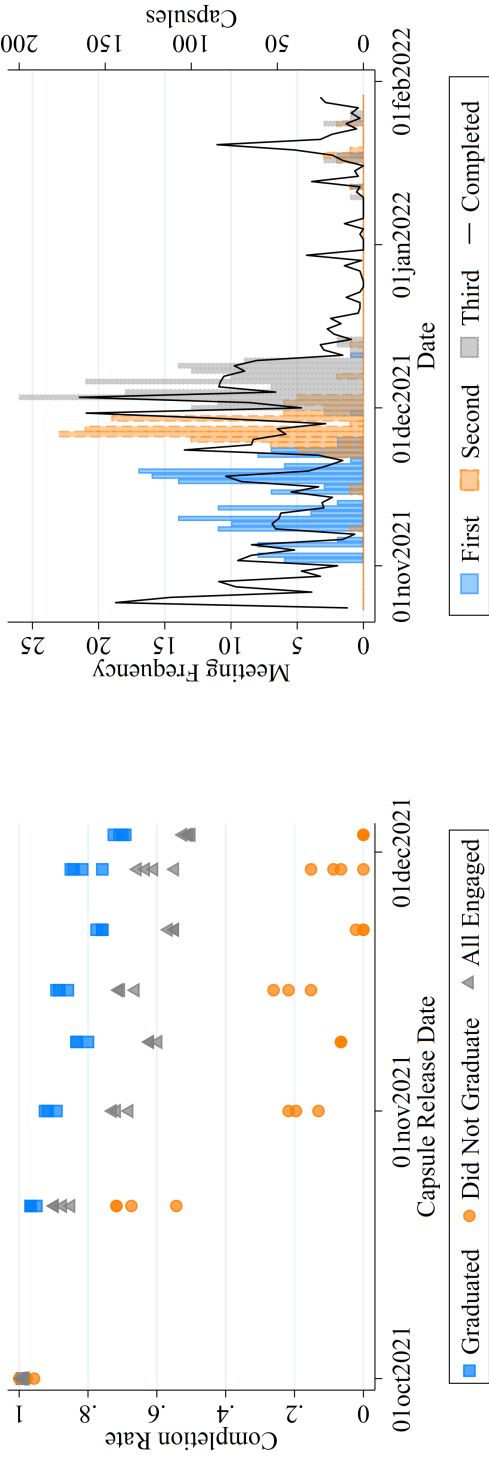 Completion Rate
1
.8
.6
.4
.2
0
01oct2021
01nov2021
01dec2021
Capsule Release Date
Graduated
Did Not Graduate
All Engaged
Meeting Frequency
25
20
15
10
5
0
Capsules
200
150
100
50
0
01nov2021
01dec2021
01jan2022
01feb2022
Date
First
Second
Third
Completed